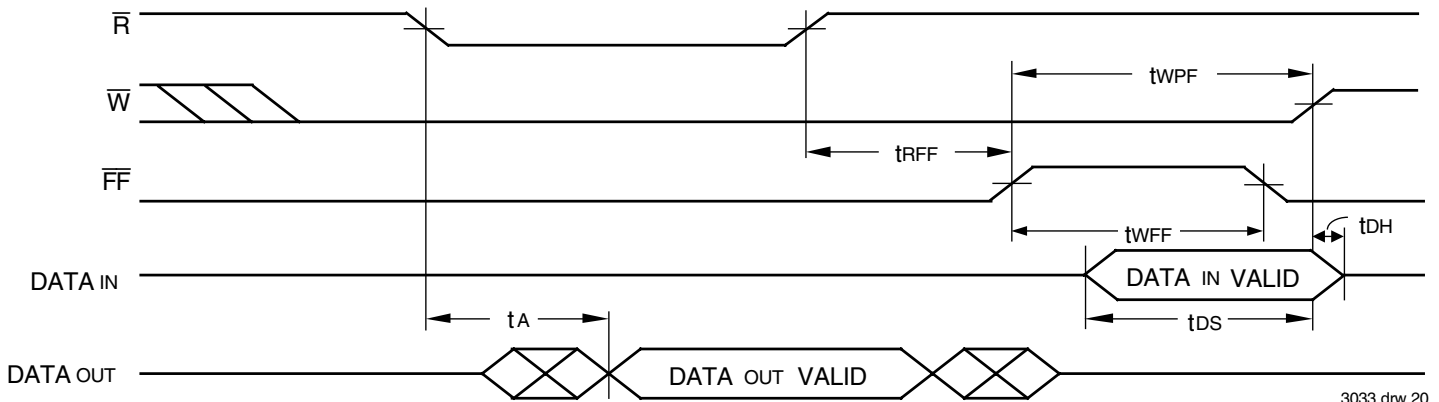 R̅
tWPF
W̅
tRFF
F̅F̅
tWFF
tDH
DATA IN
DATA IN VALID
tA
tDS
DATA OUT
DATA OUT VALID
3033 drw 20